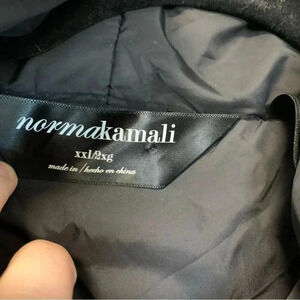 normakamali
xxl/2xg
made in/hecho en china